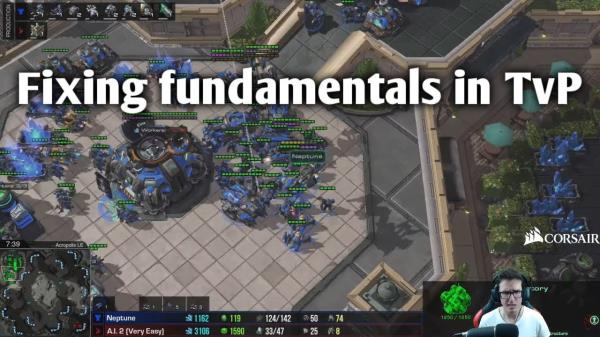 PRODUCTION
Fixing fundamentals in TvP
Workers
Neptune
CORSAIR
7:39
Acropolis LE
Neptune 1162 119 124/142 50 74
A.I. 2 (Very Easy) 3106 1590 33/47 25 8